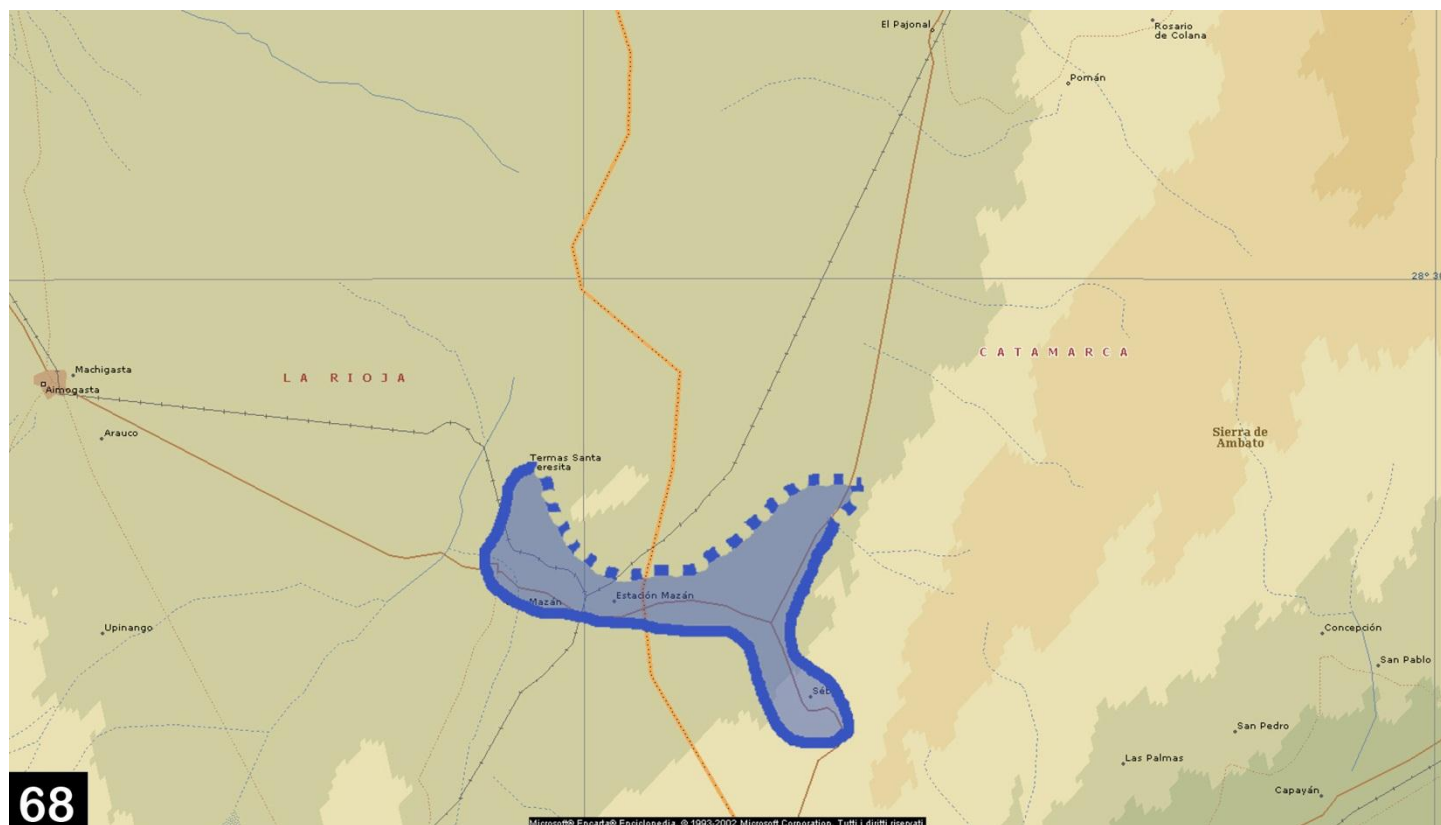 El Pajonal
Rosario
de Colana
Pomán
28° 30
CATAMARCA
Machigasta
LA RIOJA
Aimogasta
Arauco
Sierra de
Ambato
Termas Santa
Teresita
Estación Mazán
Mazán
Upinango
Concepción
San Pablo
Séb
San Pedro
Las Palmas
Capayán
68
Microsoft® Encarta® Enciclopedia. © 1993-2002 Microsoft Corporation. Tutti i diritti riservati.